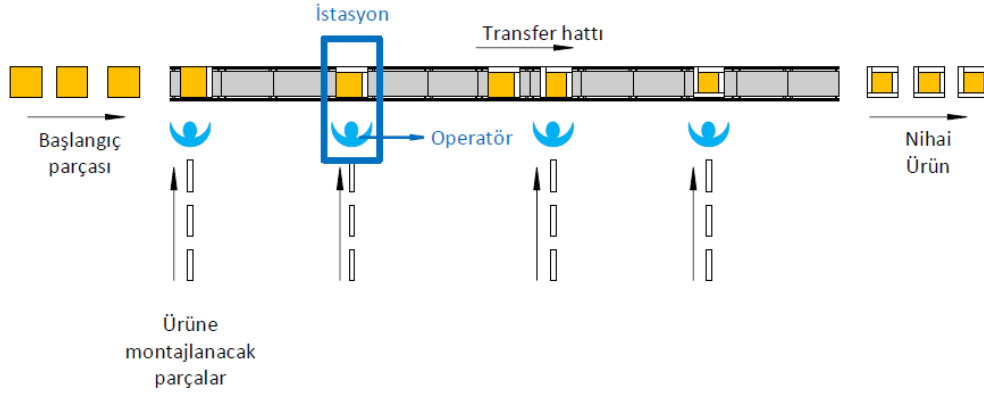 İstasyon
Transfer hattı
Başlangıç
parçası
Operatör
Nihai
Ürün
Ürüne
montajlanacak
parçalar